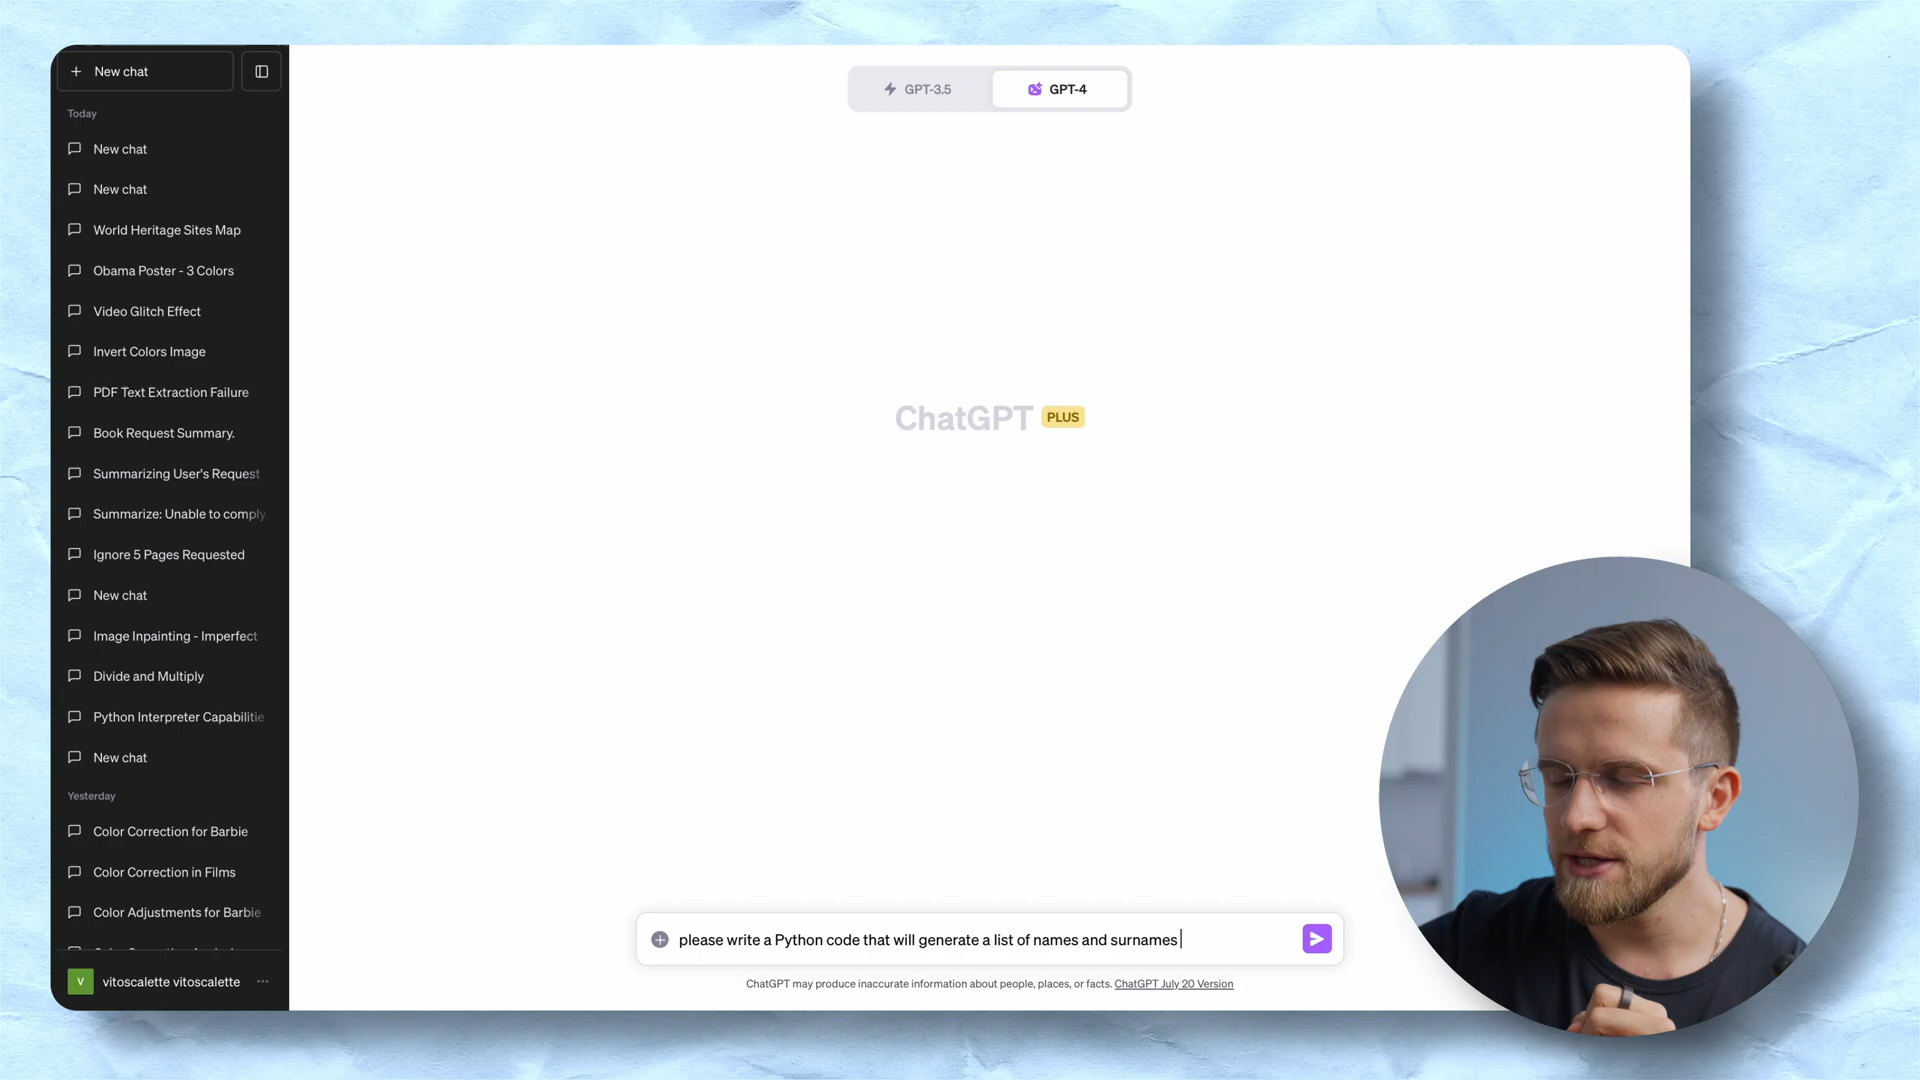 New chat
Today
New chat
New chat
World Heritage Sites Map
Obama Poster - 3 Colors
Video Glitch Effect
Invert Colors Image
PDF Text Extraction Failure
Book Request Summary.
Summarizing User's Request
Summarize: Unable to comply.
Ignore 5 Pages Requested
New chat
Image Inpainting - Imperfect
Divide and Multiply
Python Interpreter Capabilitie
New chat
Yesterday
Color Correction for Barbie
Color Correction in Films
Color Adjustments for Barbie
V vitoscalette vitoscalette ...
GPT-3.5
GPT-4
ChatGPT PLUS
please write a Python code that will generate a list of names and surnames
ChatGPT may produce inaccurate information about people, places, or facts. ChatGPT July 20 Version